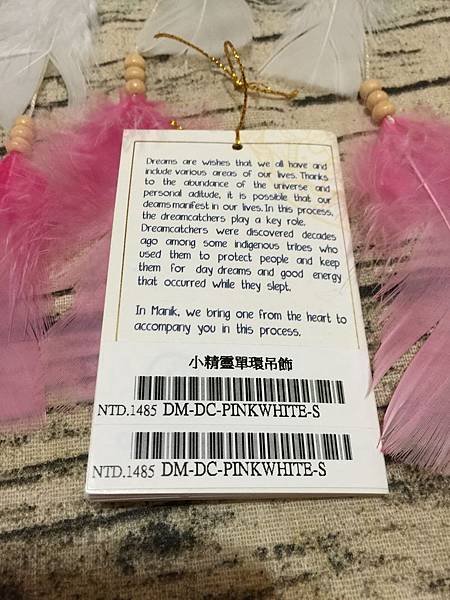 Dreams are wishes that we all have and
include various areas of our lives. Thanks
to the abundance of the universe and
personal aditude, it is possible that our
deams manifest in our lives. In this process,
the dreamcatchers play a key role.
Dreamcatchers were discovered decades
ago among some indigenous tribes who
used them to protect people and keep
them for day dreams and good energy
that occurred while they slept.
In Manik, we bring one from the heart to
accompany you in this process.
小精靈單環吊飾
NTD.1485 DM-DC-PINKWHITE-S
NTD.1485 DM-DC-PINKWHITE-S